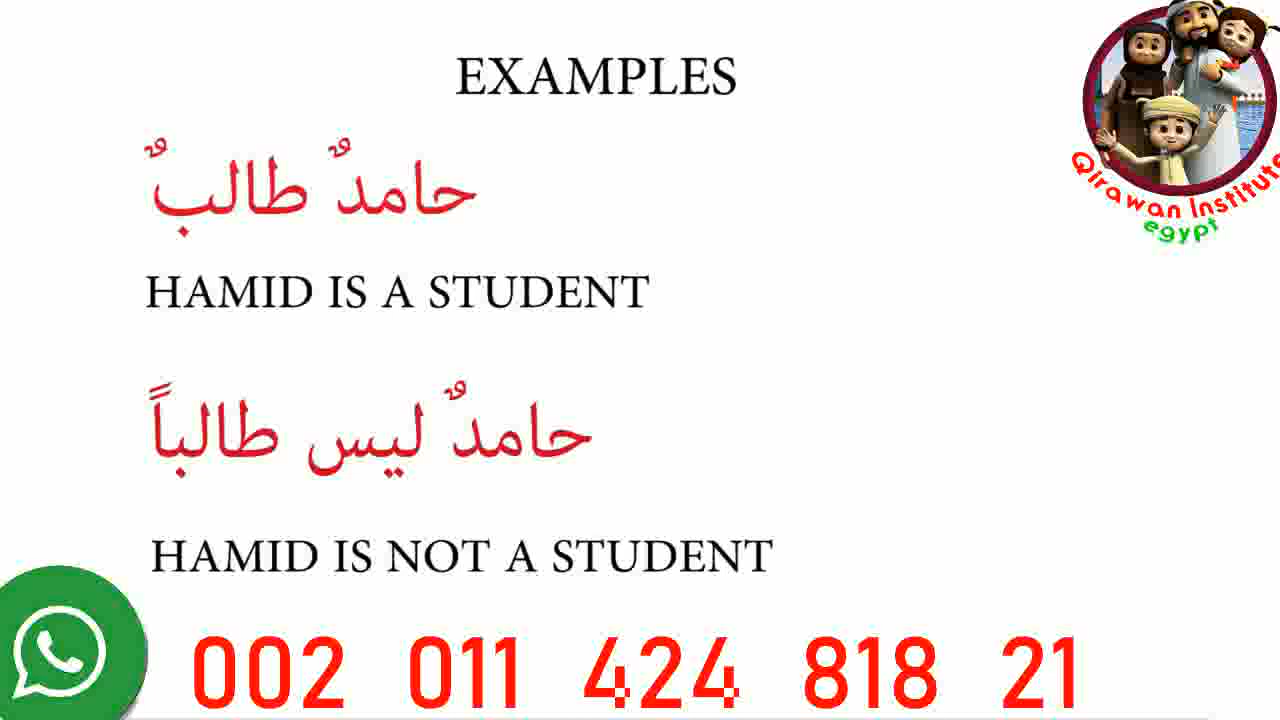 EXAMPLES
حامدٌ طالبٌ
HAMID IS A STUDENT
حامدٌ ليس طالباً
HAMID IS NOT A STUDENT
002 011 424 818 21
Qirawan Institute
egypt